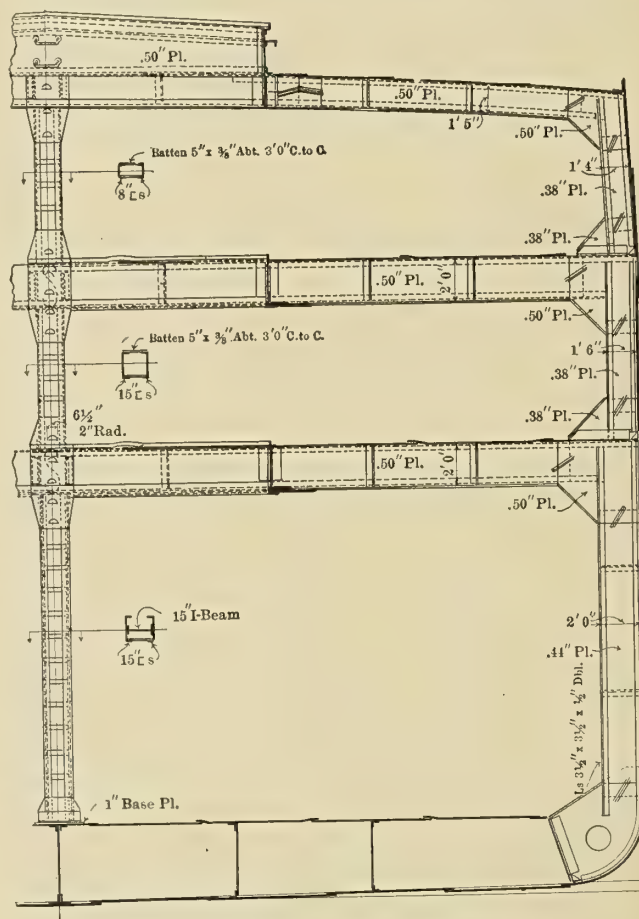 .50" Pl.
.50" Pl.
1' 5"
.50" Pl.
Batten 5" x 3/8" Abt. 3'0" C. to C.
8" ⊏ s
1' 4"
.38" Pl.
.38" Pl.
.50" Pl.
2' 0"
.50" Pl.
Batten 5" x 3/8" Abt. 3'0" C. to C.
15" ⊏ s
1' 6"
.38" Pl.
.38" Pl.
6½"
2" Rad.
.50" Pl.
2' 0"
.50" Pl.
15" I-Beam
15" ⊏ s
2' 0"
.44" Pl.
Ls 3½" x 3½" x ½" Dbl.
1" Base Pl.